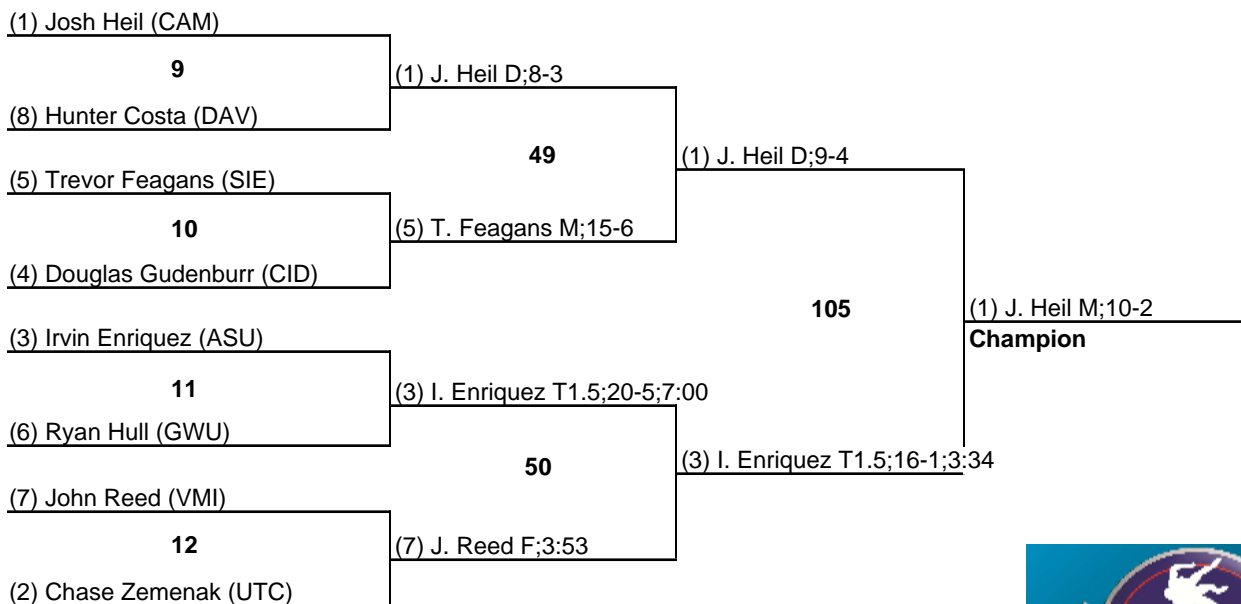 (1) Josh Heil (CAM)
9
(1) J. Heil D;8-3
(8) Hunter Costa (DAV)
49
(1) J. Heil D;9-4
(5) Trevor Feagans (SIE)
10
(5) T. Feagans M;15-6
(4) Douglas Gudenburr (CID)
105
(1) J. Heil M;10-2
Champion
(3) Irvin Enriquez (ASU)
11
(3) I. Enriquez T1.5;20-5;7:00
(6) Ryan Hull (GWU)
50
(3) I. Enriquez T1.5;16-1;3:34
(7) John Reed (VMI)
12
(7) J. Reed F;3:53
(2) Chase Zemenak (UTC)